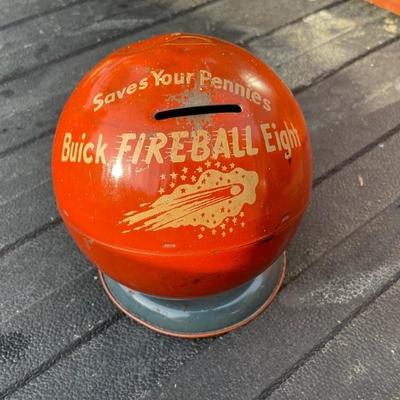 Saves Your Pennies
Buick FIREBALL Eight